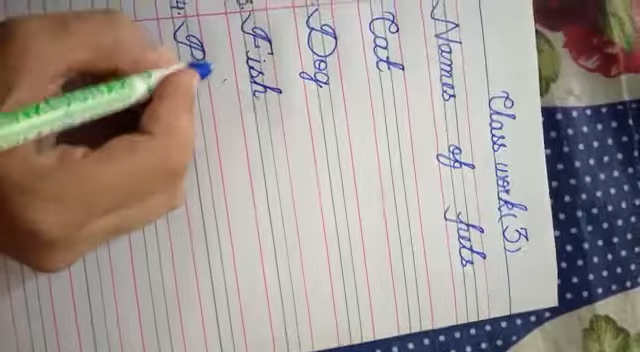 Class work(3)
Names of pets
Cat
Dog
3. Fish
4. P